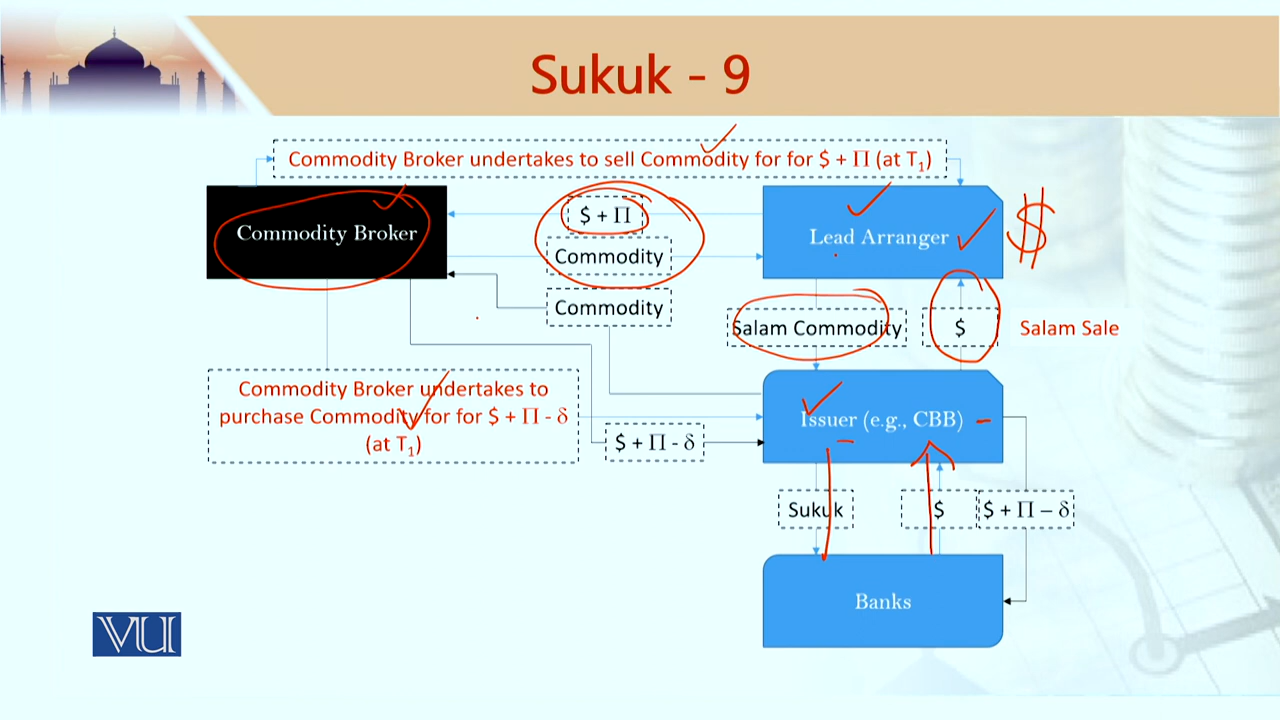 Sukuk - 9
Commodity Broker undertakes to sell Commodity for for $ + Π (at T₁)
Commodity Broker
$ + Π
Commodity
Commodity
Lead Arranger
$
Salam Commodity
$
Salam Sale
Commodity Broker undertakes to
purchase Commodity for for $ + Π - δ
(at T₁)
$ + Π - δ
Issuer (e.g., CBB)
Sukuk
$
$ + Π – δ
Banks
VU